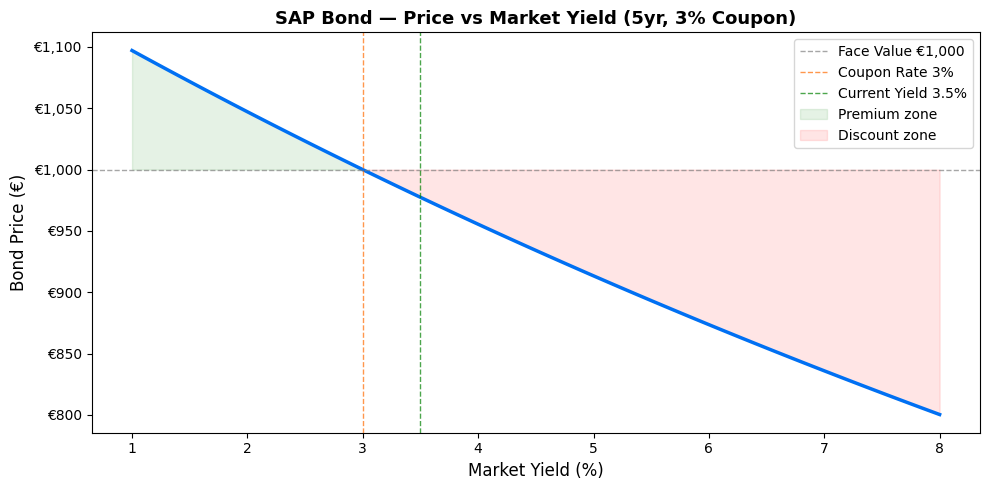 SAP Bond — Price vs Market Yield (5yr, 3% Coupon)
Bond Price (€)
€1,100
€1,050
€1,000
€950
€900
€850
€800
Face Value €1,000
Coupon Rate 3%
Current Yield 3.5%
Premium zone
Discount zone
1 2 3 4 5 6 7 8
Market Yield (%)